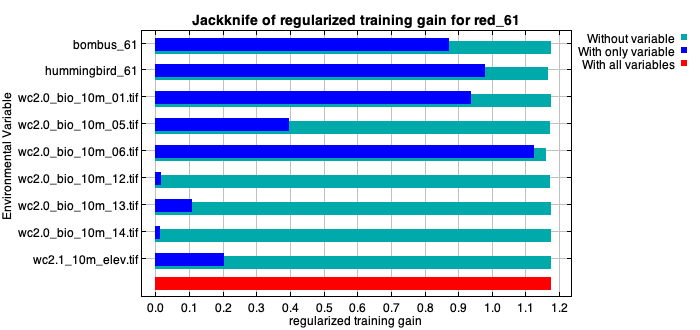 Jackknife of regularized training gain for red_61
Without variable
With only variable
With all variables
Environmental Variable
bombus_61
hummingbird_61
wc2.0_bio_10m_01.tif
wc2.0_bio_10m_05.tif
wc2.0_bio_10m_06.tif
wc2.0_bio_10m_12.tif
wc2.0_bio_10m_13.tif
wc2.0_bio_10m_14.tif
wc2.1_10m_elev.tif
0.0 0.1 0.2 0.3 0.4 0.5 0.6 0.7 0.8 0.9 1.0 1.1 1.2
regularized training gain